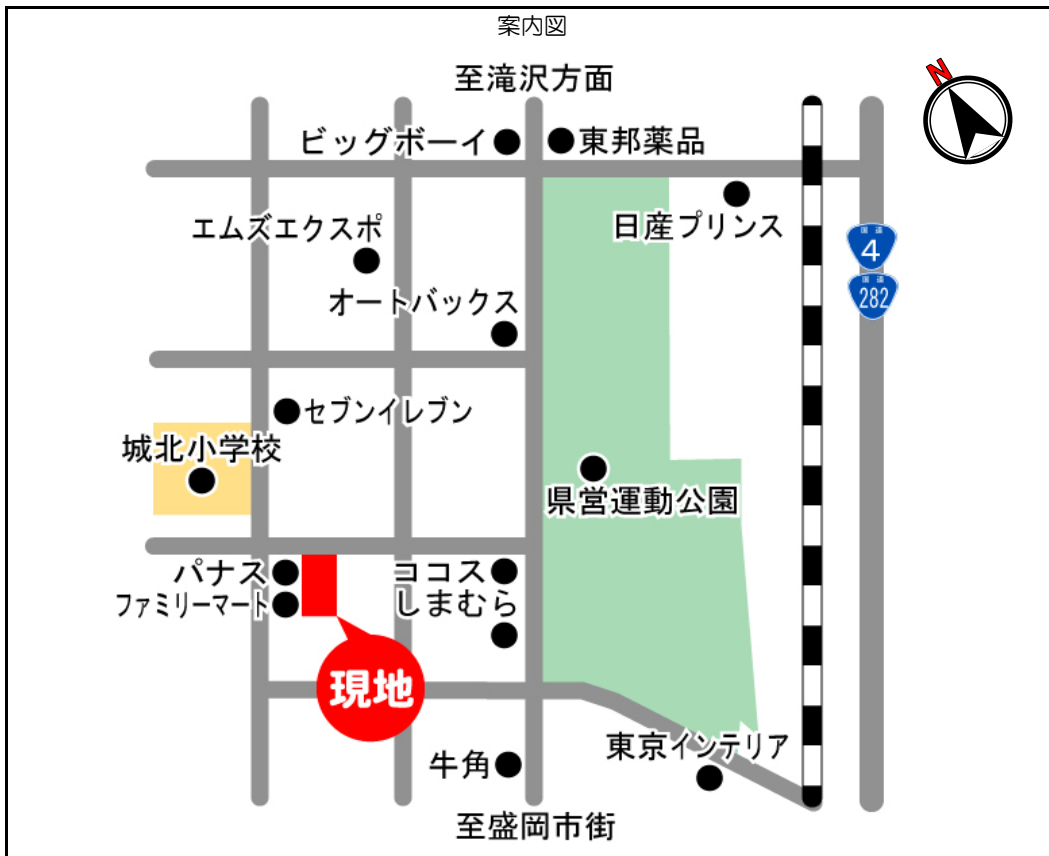 案内図
至滝沢方面
N
ビッグボーイ
東邦薬品
エムズエクスポ
日産プリンス
国道
4
国道
282
オートバックス
セブンイレブン
城北小学校
県営運動公園
パナス
ココス
ファミリーマート
しまむら
現地
東京インテリア
牛角
至盛岡市街